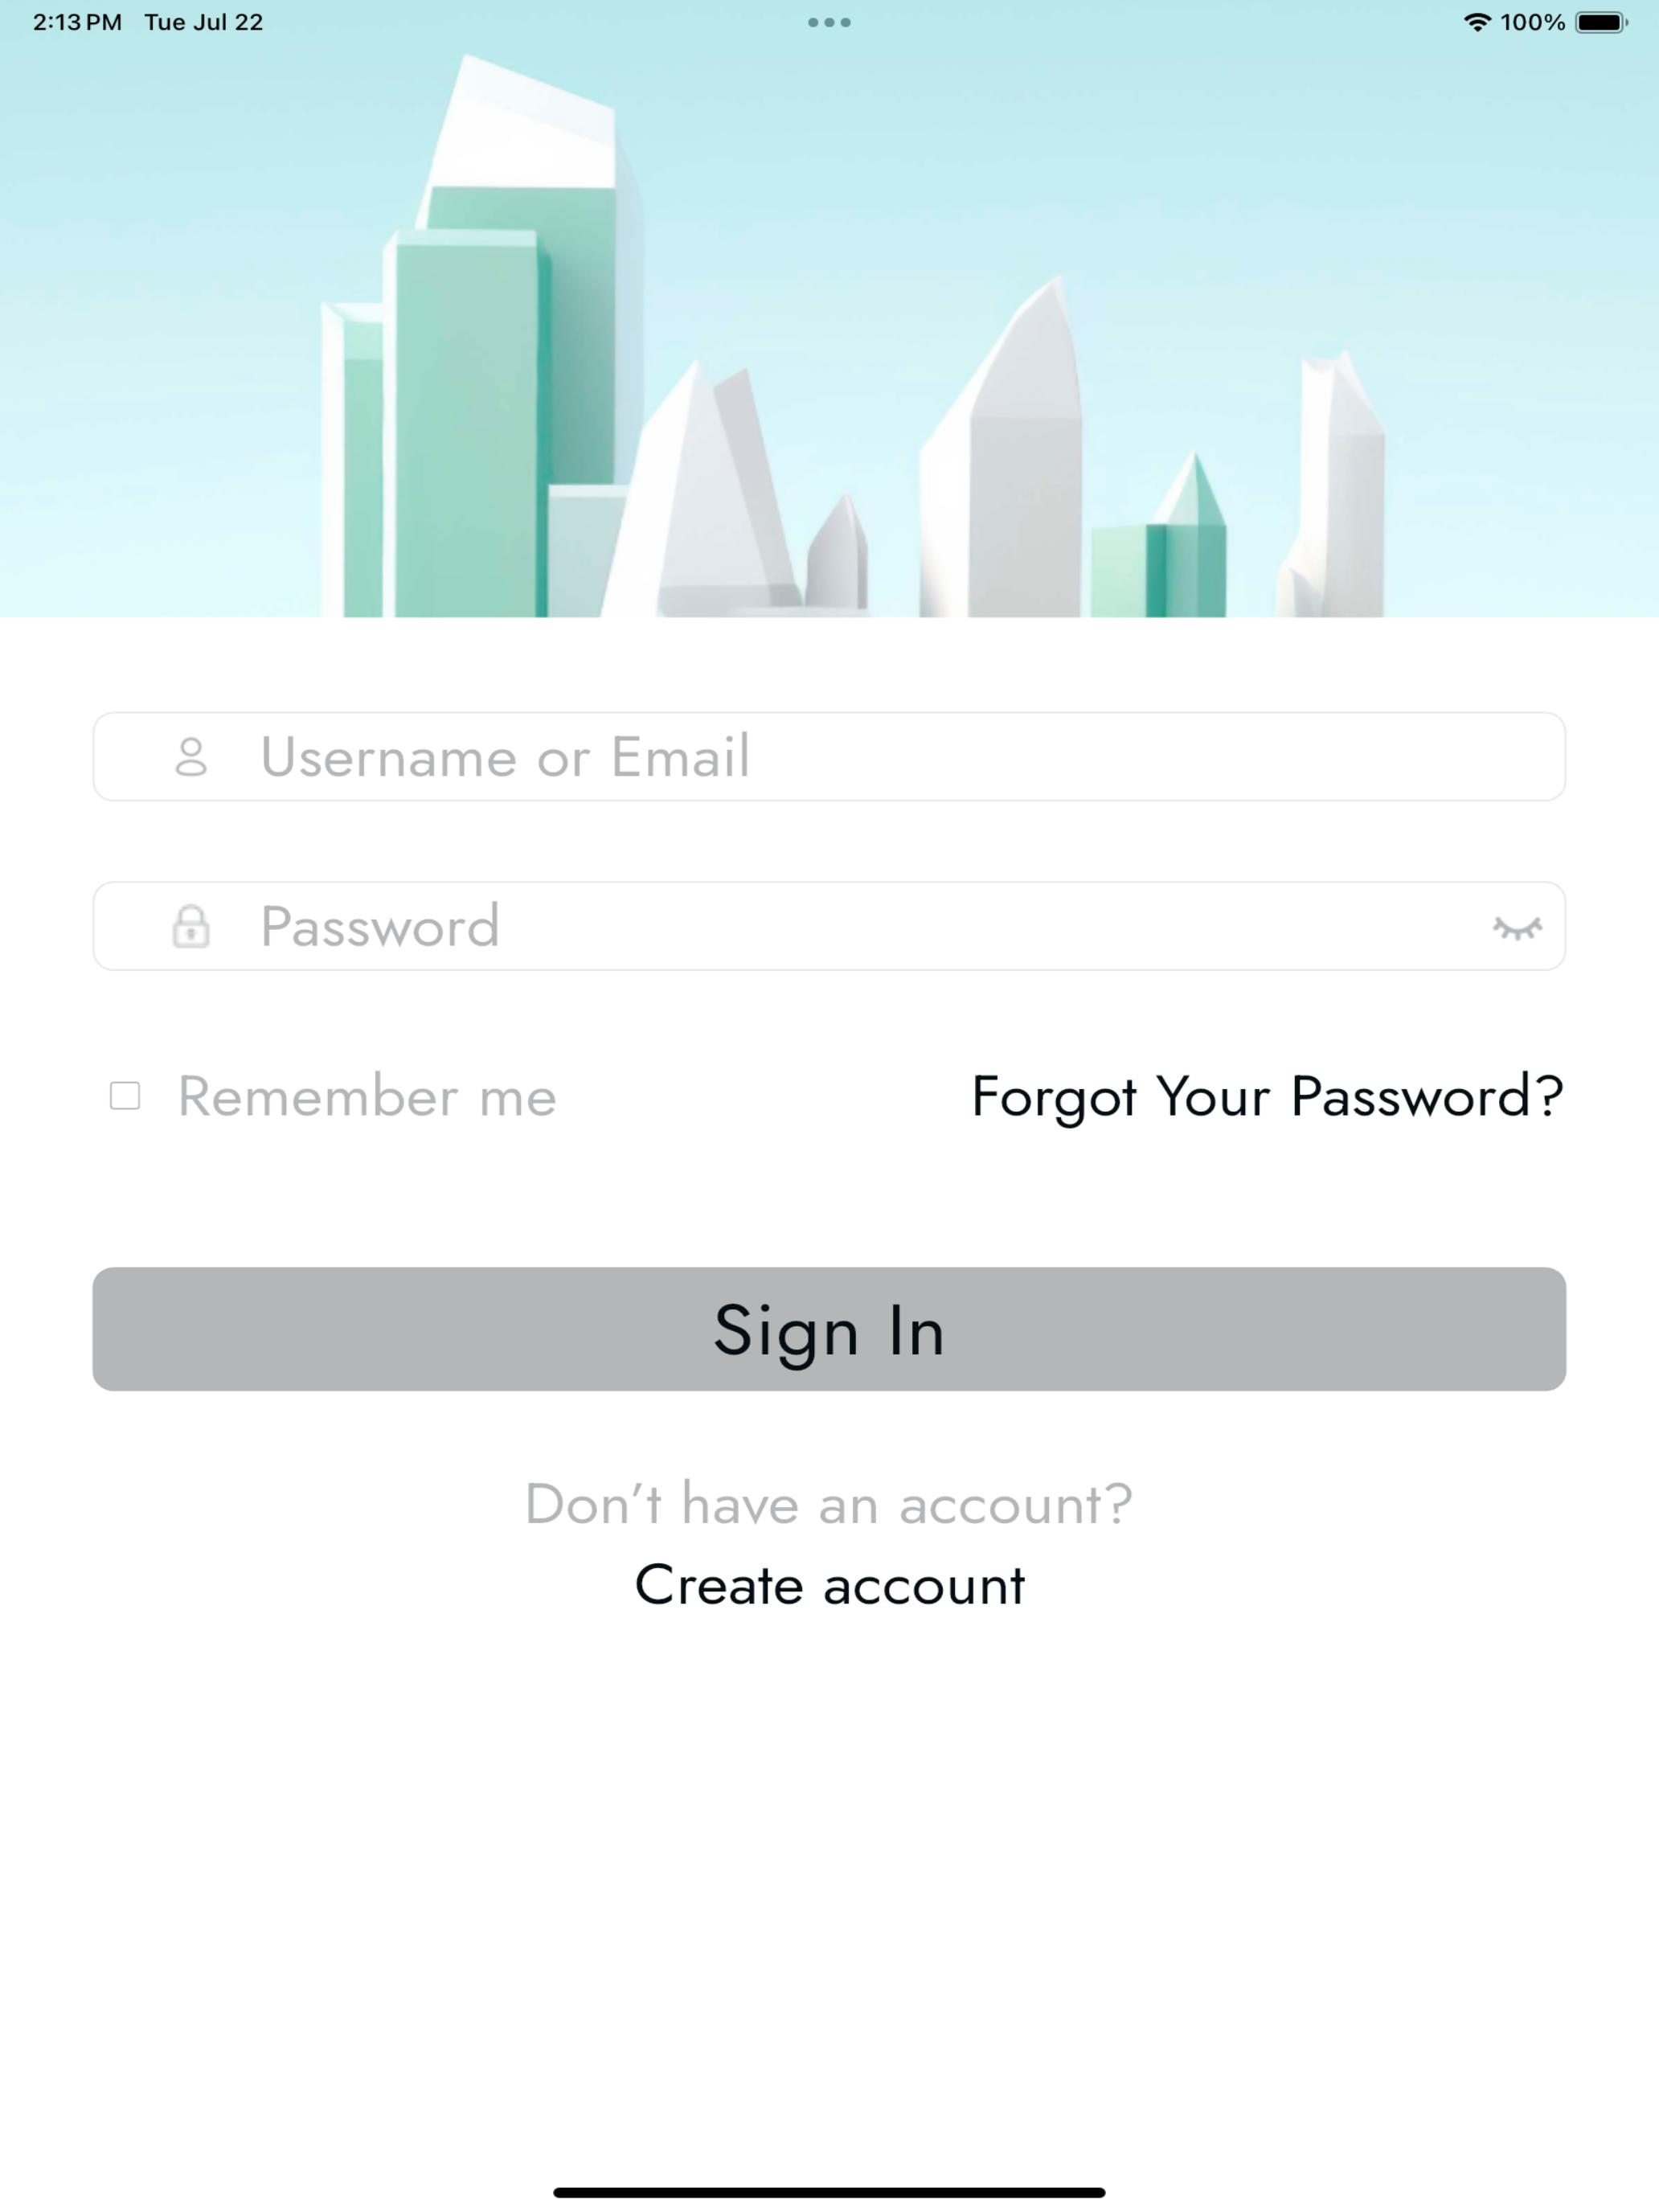 2:13 PM Tue Jul 22
100%
Username or Email
Password
Remember me
Forgot Your Password?
Sign In
Don't have an account?
Create account